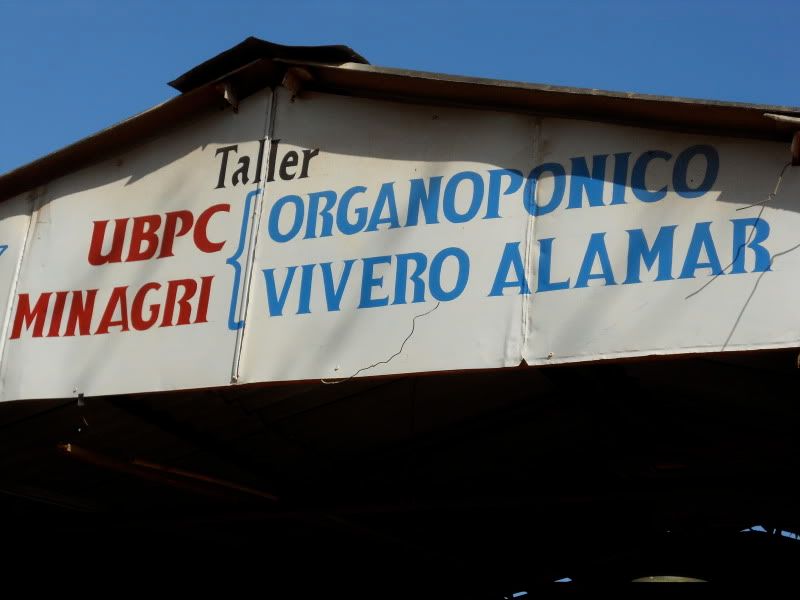 Taller
UBPC { ORGANOPONICO
MINAGRI VIVERO ALAMAR